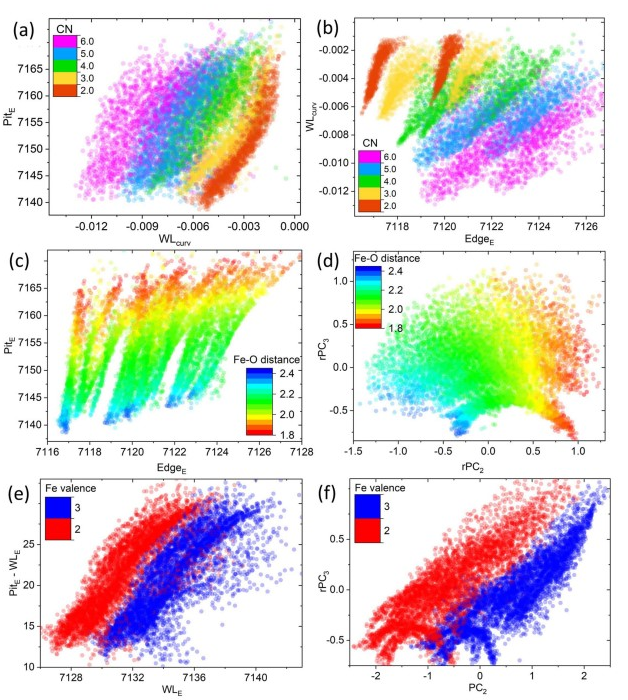 (a)
CN
6.0
5.0
4.0
3.0
2.0
Pit_E
7165
7160
7155
7150
7145
7140
-0.012 -0.009 -0.006 -0.003 0.000
WL_curv
(b)
WL_curv
-0.002
-0.004
-0.006
-0.008
-0.010
-0.012
CN
6.0
5.0
4.0
3.0
2.0
7118 7120 7122 7124 7126
Edge_E
(c)
Pit_E
7165
7160
7155
7150
7145
7140
Fe-O distance
2.4
2.2
2.0
1.8
7116 7118 7120 7122 7124 7126 7128
Edge_E
(d)
Fe-O distance
2.4
2.2
2.0
1.8
rPC_3
1.0
0.5
0.0
-0.5
-1.5 -1.0 -0.5 0.0 0.5 1.0
rPC_2
(e)
Fe valence
3
2
Pit_E - WL_E
25
20
15
10
7128 7132 7136 7140
WL_E
(f)
Fe valence
3
2
rPC_3
0.5
0.0
-0.5
-2 -1 0 1 2
PC_2